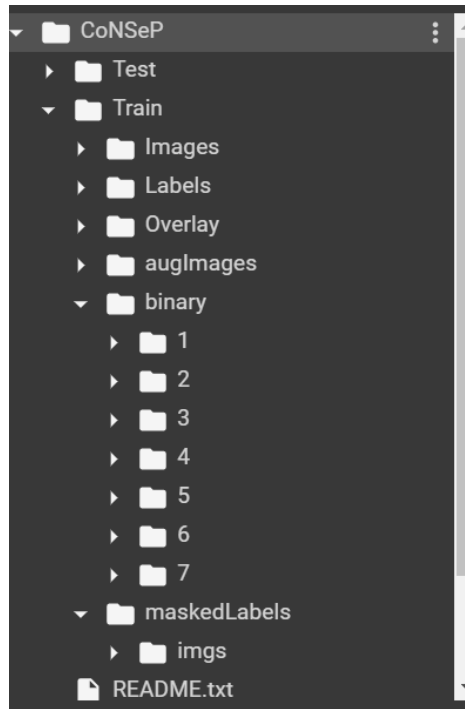 CoNSeP
Test
Train
Images
Labels
Overlay
augImages
binary
1
2
3
4
5
6
7
maskedLabels
imgs
README.txt